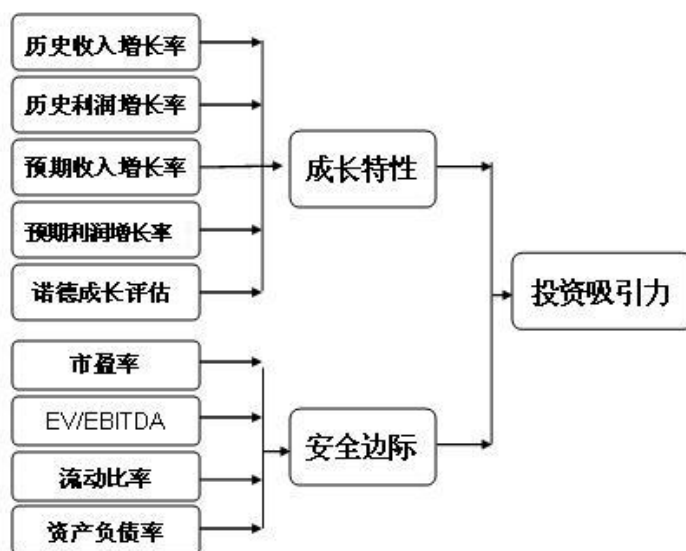 历史收入增长率
历史利润增长率
预期收入增长率
预期利润增长率
诺德成长评估
成长特性
市盈率
EV/EBITDA
流动比率
资产负债率
安全边际
投资吸引力